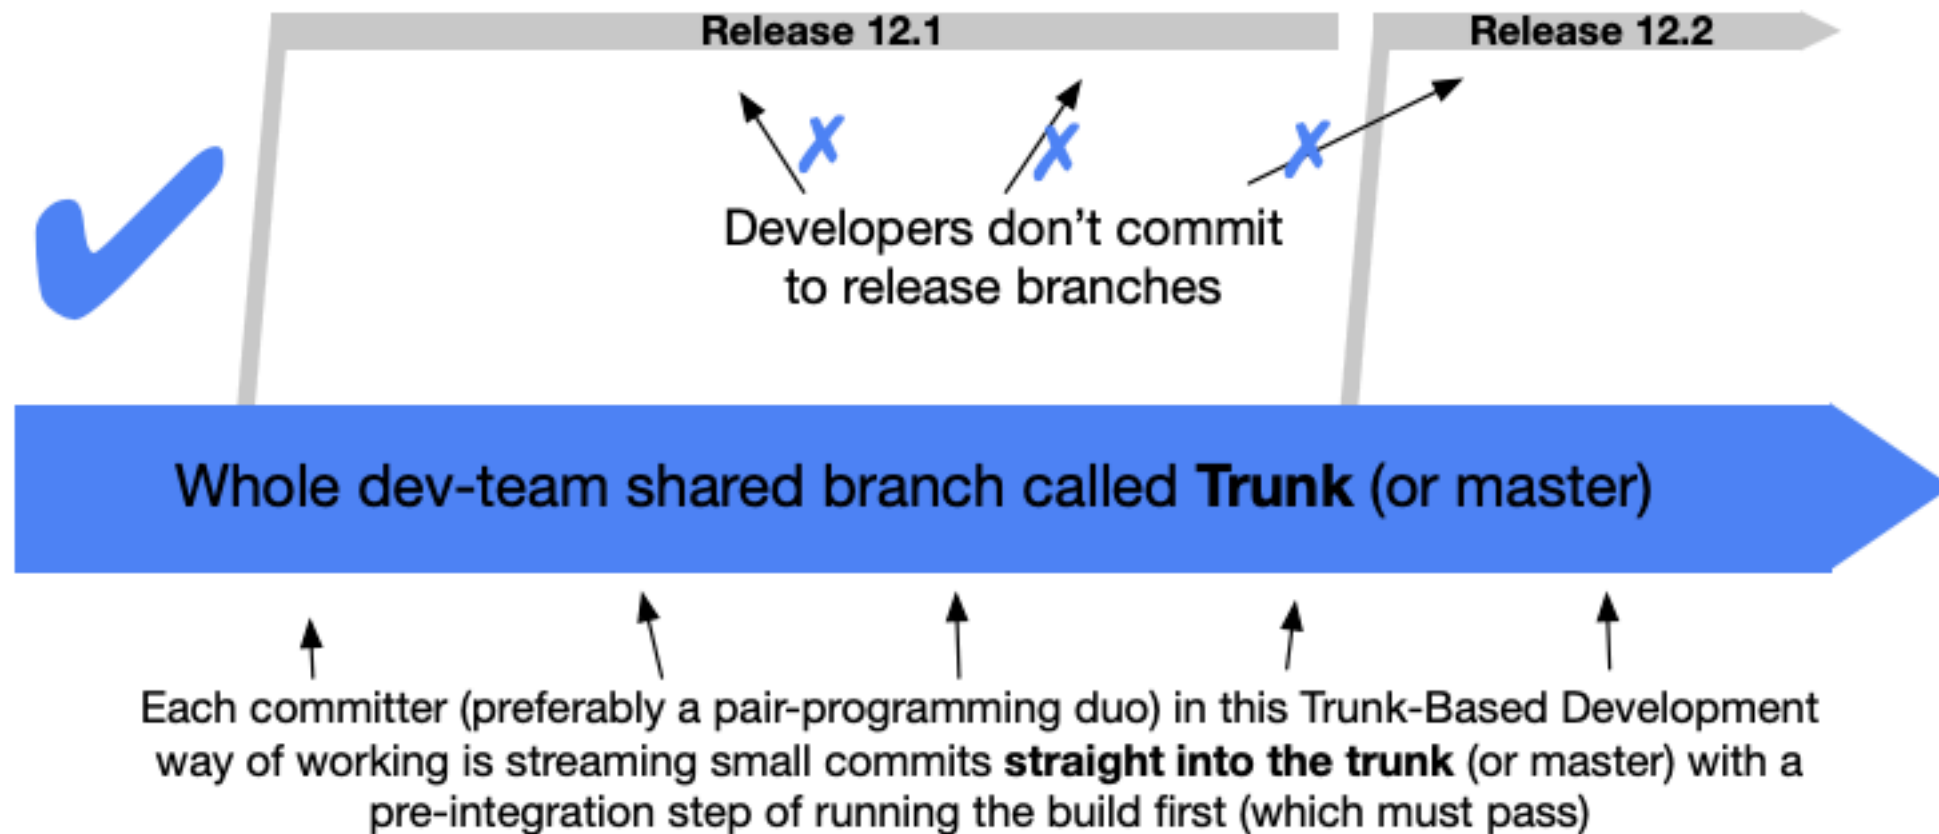 Release 12.1
Release 12.2
Developers don't commit
to release branches
Whole dev-team shared branch called Trunk (or master)
Each committer (preferably a pair-programming duo) in this Trunk-Based Development
way of working is streaming small commits straight into the trunk (or master) with a
pre-integration step of running the build first (which must pass)